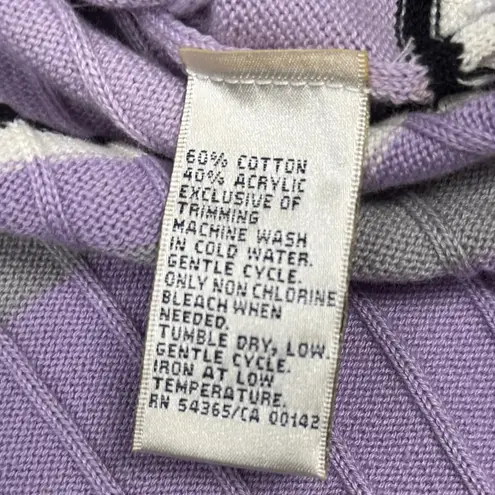 60% COTTON
40% ACRYLIC
EXCLUSIVE OF
TRIMMING
MACHINE WASH
IN COLD WATER.
GENTLE CYCLE.
ONLY NON CHLORINE
BLEACH WHEN
NEEDED.
TUMBLE DRY, LOW.
GENTLE CYCLE.
IRON AT LOW
TEMPERATURE.
RN 54365/CA 00142